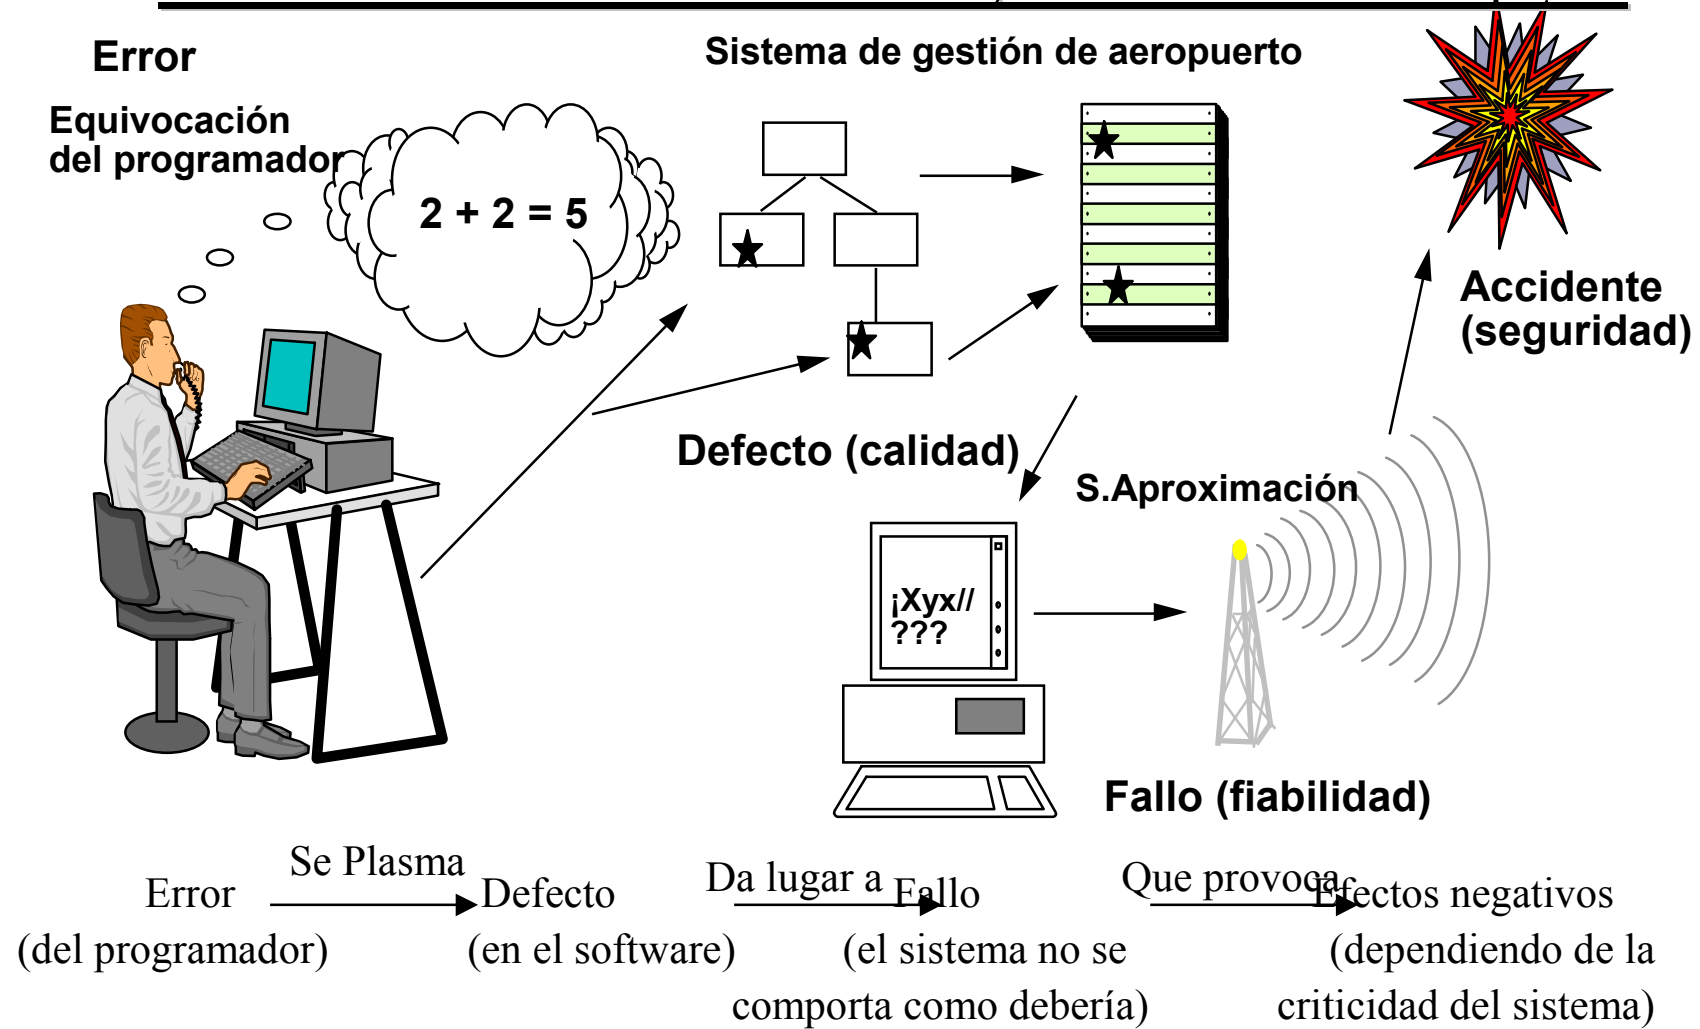 Error
Sistema de gestión de aeropuerto
Equivocación
del programador
2 + 2 = 5
Accidente
(seguridad)
Defecto (calidad)
S.Aproximación
¡Xyx//
???
Fallo (fiabilidad)
Se Plasma
Da lugar a
Que provoca
Error
Defecto
Fallo
Efectos negativos
(del programador)
(en el software)
(el sistema no se
comporta como debería)
(dependiendo de la
criticidad del sistema)